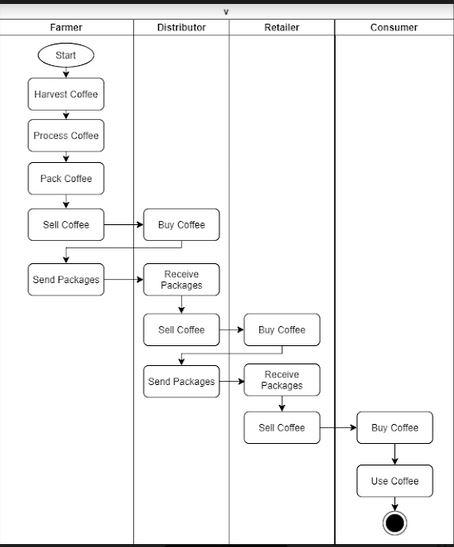 v
Farmer
Distributor
Retailer
Consumer
Start
Harvest Coffee
Process Coffee
Pack Coffee
Sell Coffee
Buy Coffee
Send Packages
Receive
Packages
Sell Coffee
Buy Coffee
Send Packages
Receive
Packages
Sell Coffee
Buy Coffee
Use Coffee